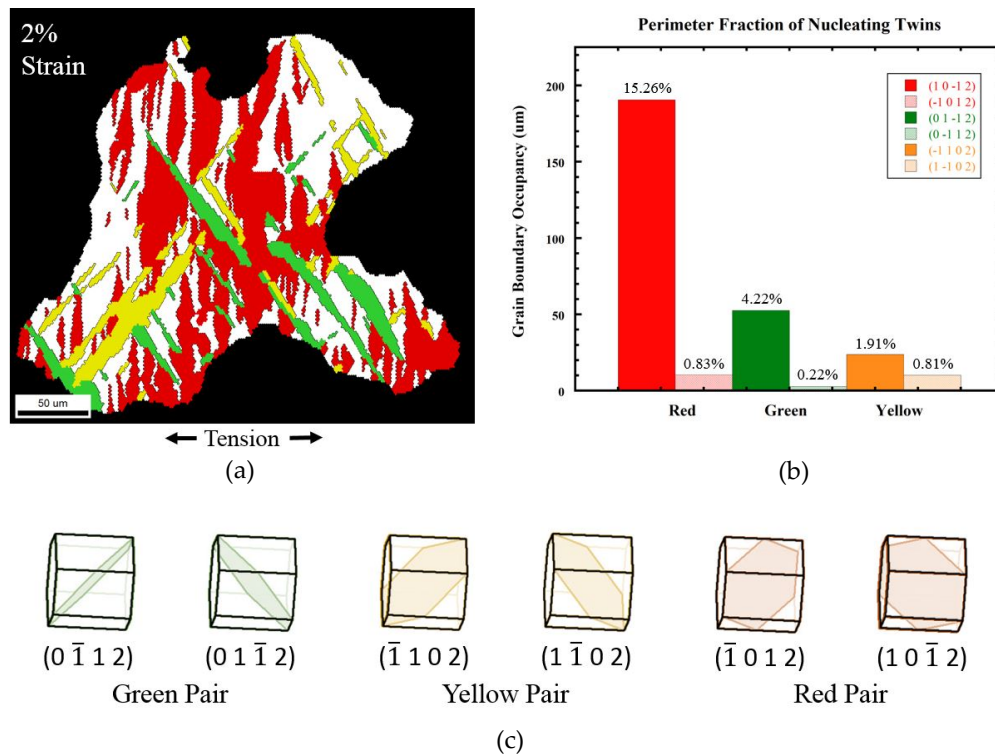 2%
Strain
50 um
← Tension →
(a)
Perimeter Fraction of Nucleating Twins
Grain Boundary Occupancy (um)
200
150
100
50
0
15.26%
0.83%
4.22%
0.22%
1.91%
0.81%
(1 0 -1 2)
(-1 0 1 2)
(0 1 -1 2)
(0 -1 1 2)
(-1 1 0 2)
(1 -1 0 2)
Red Green Yellow
(b)
(0 1̅ 1 2) (0 1 1̅ 2) (1̅ 1 0 2) (1 1̅ 0 2) (1̅ 0 1 2) (1 0 1̅ 2)
Green Pair Yellow Pair Red Pair
(c)